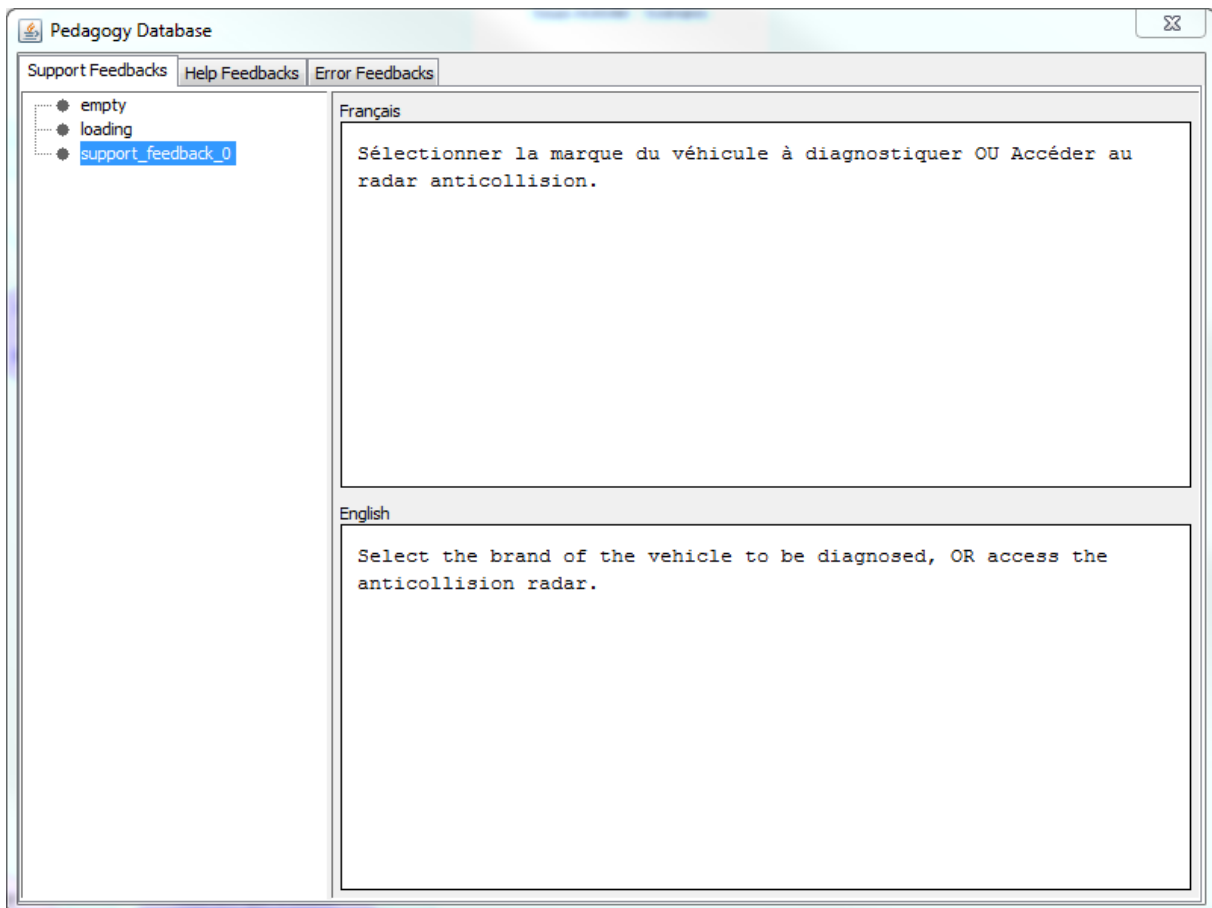 Pedagogy Database
Support Feedbacks Help Feedbacks Error Feedbacks
empty
loading
support_feedback_0
Français
Sélectionner la marque du véhicule à diagnostiquer OU Accéder au
radar anticollision.
English
Select the brand of the vehicle to be diagnosed, OR access the
anticollision radar.